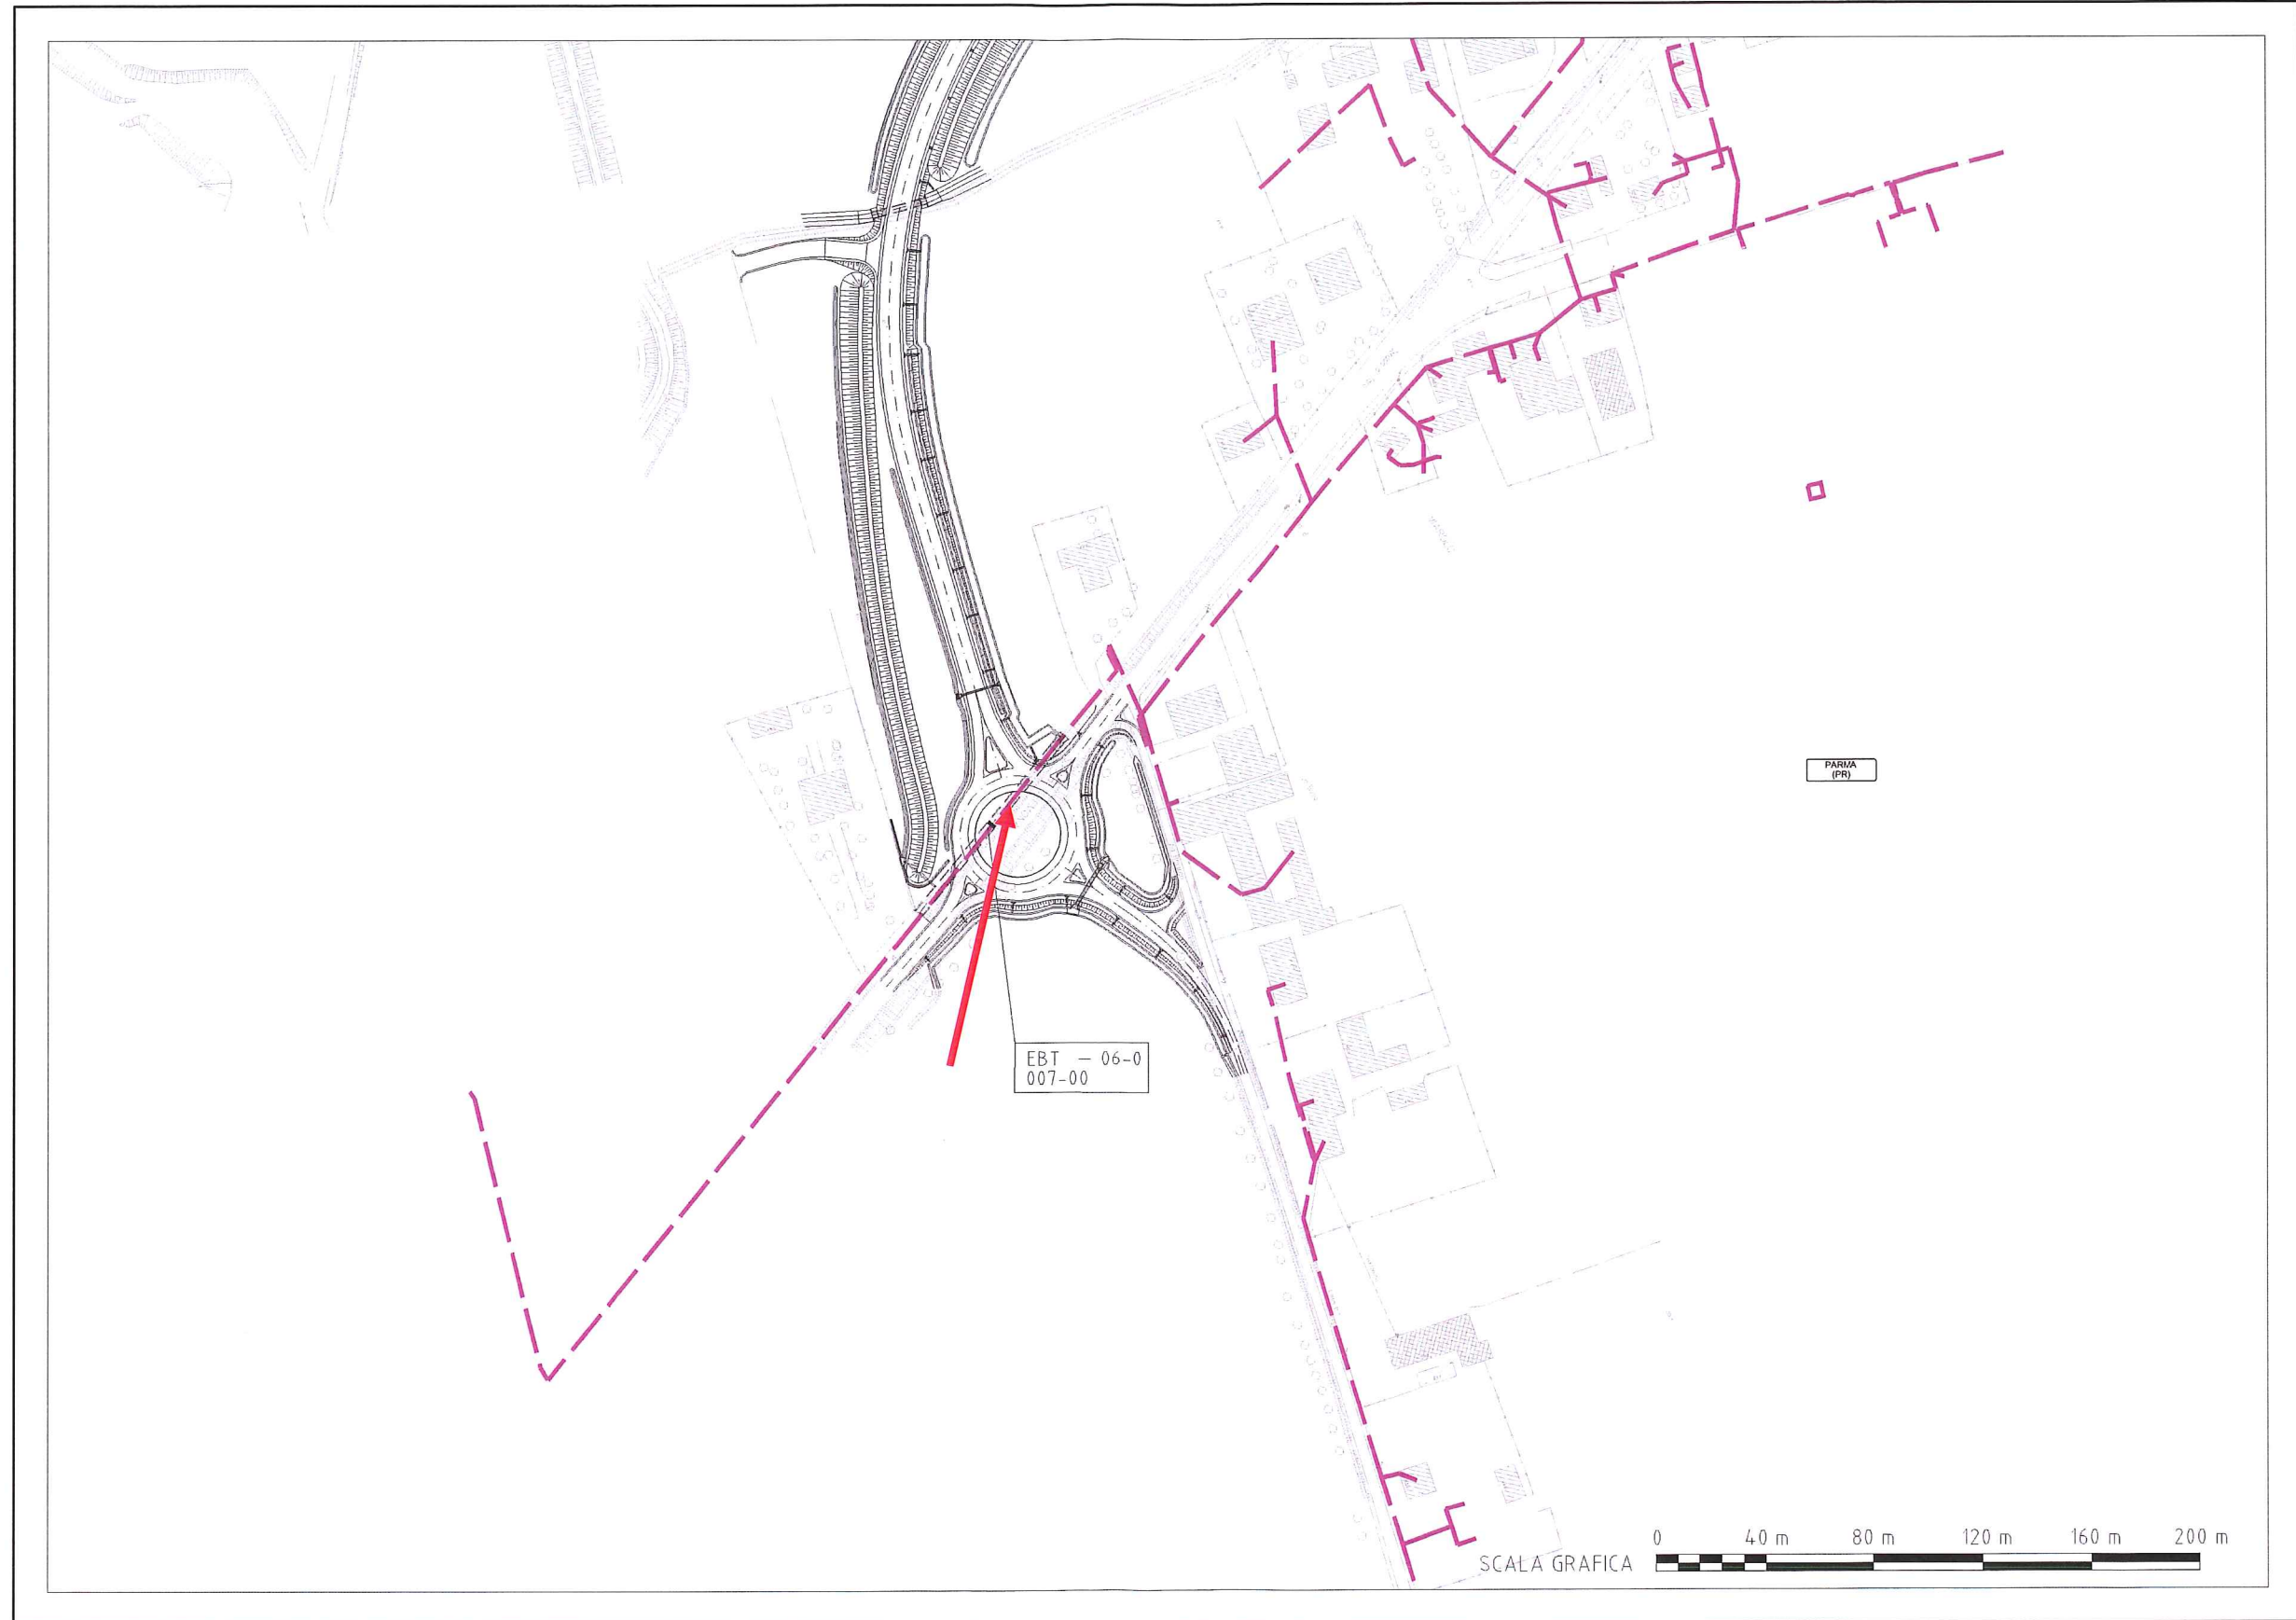 PARMA
(PR)
EBT – 06-0
007-00
0 40 m 80 m 120 m 160 m 200 m
SCALA GRAFICA